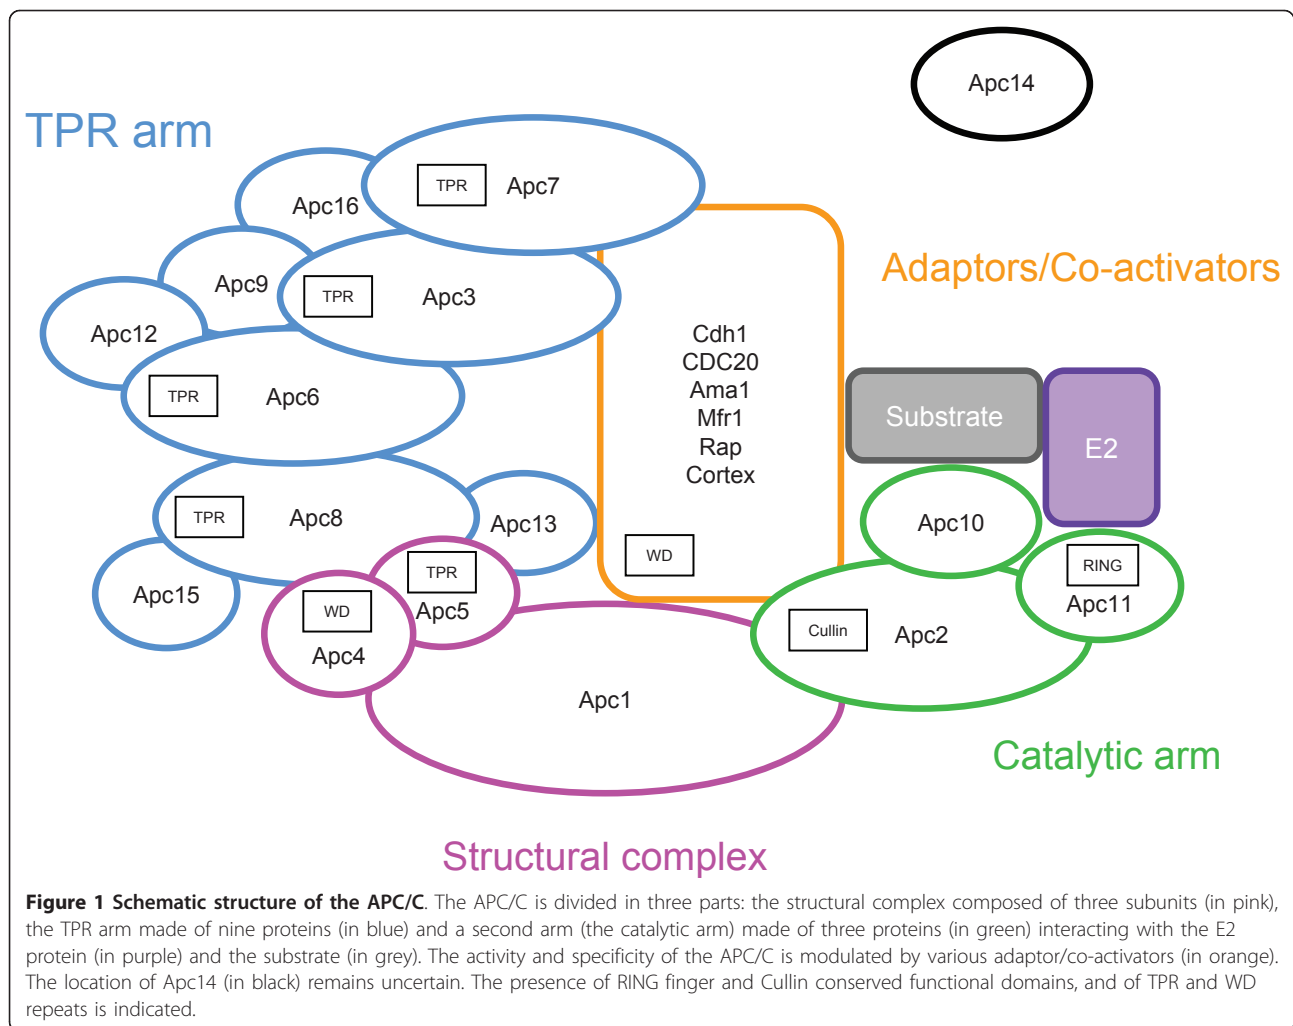 Apc14
TPR arm
TPR
Apc7
Apc16
Adaptors/Co-activators
Apc9
TPR
Apc3
Apc12
Cdh1
CDC20
Ama1
Mfr1
Rap
Cortex
TPR
Apc6
Substrate
E2
TPR
Apc8
Apc13
Apc10
WD
TPR
Apc5
RING
Apc11
Apc15
WD
Apc4
Cullin
Apc2
Apc1
Catalytic arm
Structural complex
Figure 1 Schematic structure of the APC/C. The APC/C is divided in three parts: the structural complex composed of three subunits (in pink),
the TPR arm made of nine proteins (in blue) and a second arm (the catalytic arm) made of three proteins (in green) interacting with the E2
protein (in purple) and the substrate (in grey). The activity and specificity of the APC/C is modulated by various adaptor/co-activators (in orange).
The location of Apc14 (in black) remains uncertain. The presence of RING finger and Cullin conserved functional domains, and of TPR and WD
repeats is indicated.